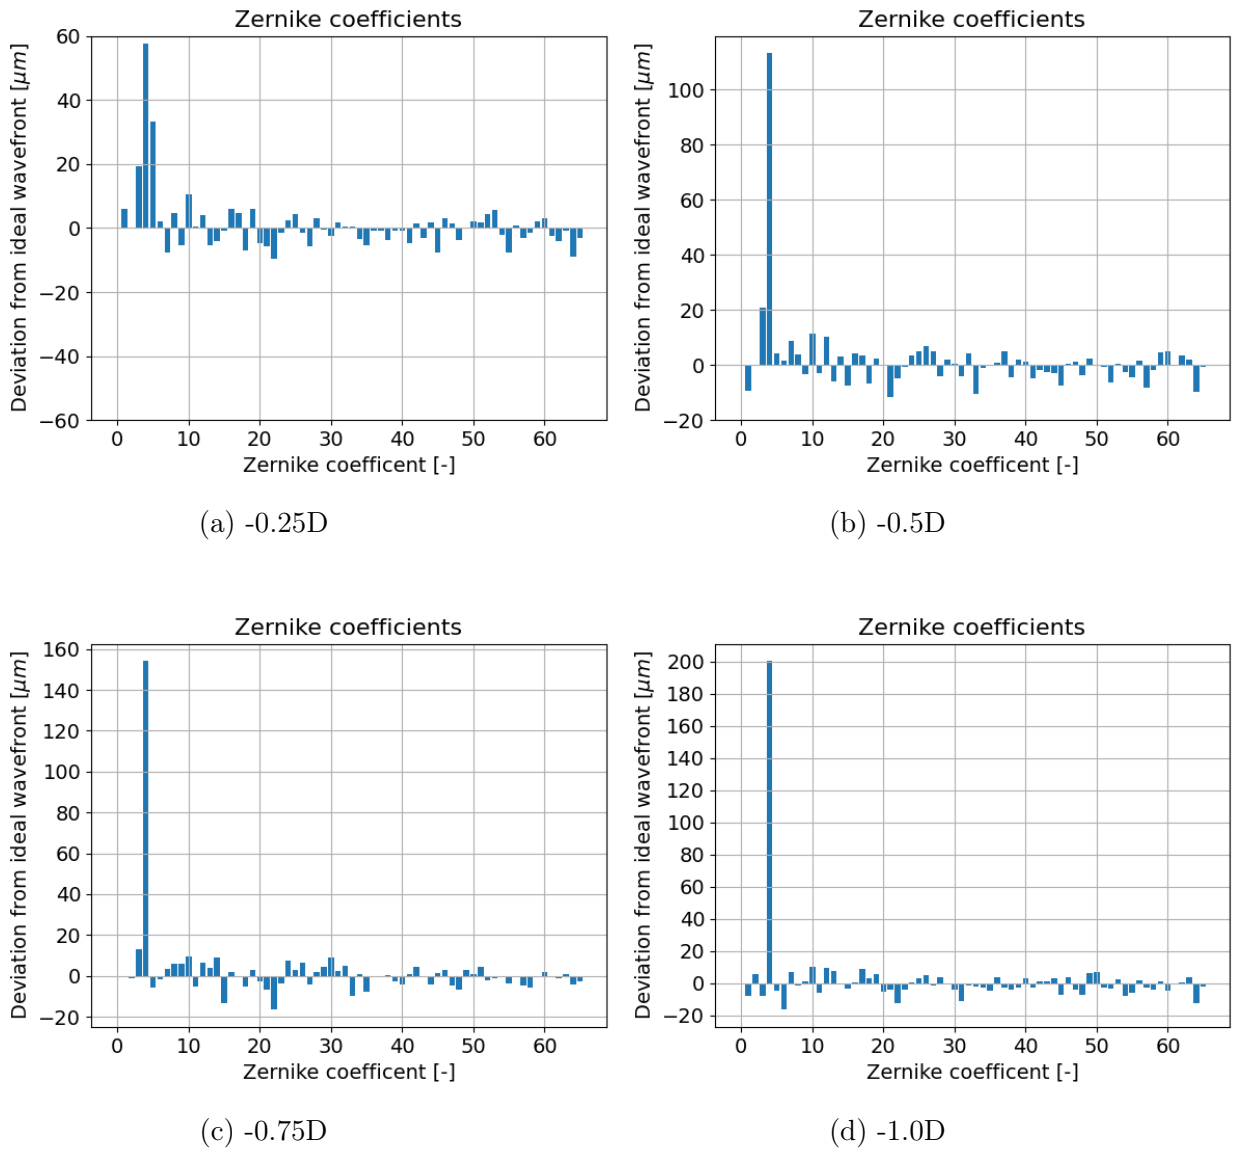 Zernike coefficients
60
40
20
0
−20
−40
−60
Deviation from ideal wavefront [μm]
0 10 20 30 40 50 60
Zernike coefficent [-]
(a) -0.25D
Zernike coefficients
100
80
60
40
20
0
−20
Deviation from ideal wavefront [μm]
0 10 20 30 40 50 60
Zernike coefficent [-]
(b) -0.5D
Zernike coefficients
160
140
120
100
80
60
40
20
0
−20
Deviation from ideal wavefront [μm]
0 10 20 30 40 50 60
Zernike coefficent [-]
(c) -0.75D
Zernike coefficients
200
180
160
140
120
100
80
60
40
20
0
−20
Deviation from ideal wavefront [μm]
0 10 20 30 40 50 60
Zernike coefficent [-]
(d) -1.0D